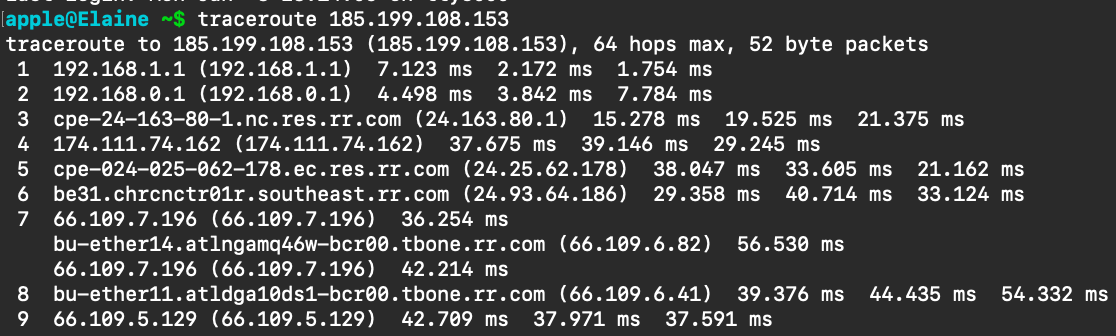 [apple@Elaine ~$ traceroute 185.199.108.153
traceroute to 185.199.108.153 (185.199.108.153), 64 hops max, 52 byte packets
1 192.168.1.1 (192.168.1.1) 7.123 ms 2.172 ms 1.754 ms
2 192.168.0.1 (192.168.0.1) 4.498 ms 3.842 ms 7.784 ms
3 cpe-24-163-80-1.nc.res.rr.com (24.163.80.1) 15.278 ms 19.525 ms 21.375 ms
4 174.111.74.162 (174.111.74.162) 37.675 ms 39.146 ms 29.245 ms
5 cpe-024-025-062-178.ec.res.rr.com (24.25.62.178) 38.047 ms 33.605 ms 21.162 ms
6 be31.chrcnctr01r.southeast.rr.com (24.93.64.186) 29.358 ms 40.714 ms 33.124 ms
7 66.109.7.196 (66.109.7.196) 36.254 ms
bu-ether14.atlngamq46w-bcr00.tbone.rr.com (66.109.6.82) 56.530 ms
66.109.7.196 (66.109.7.196) 42.214 ms
8 bu-ether11.atldga10ds1-bcr00.tbone.rr.com (66.109.6.41) 39.376 ms 44.435 ms 54.332 ms
9 66.109.5.129 (66.109.5.129) 42.709 ms 37.971 ms 37.591 ms